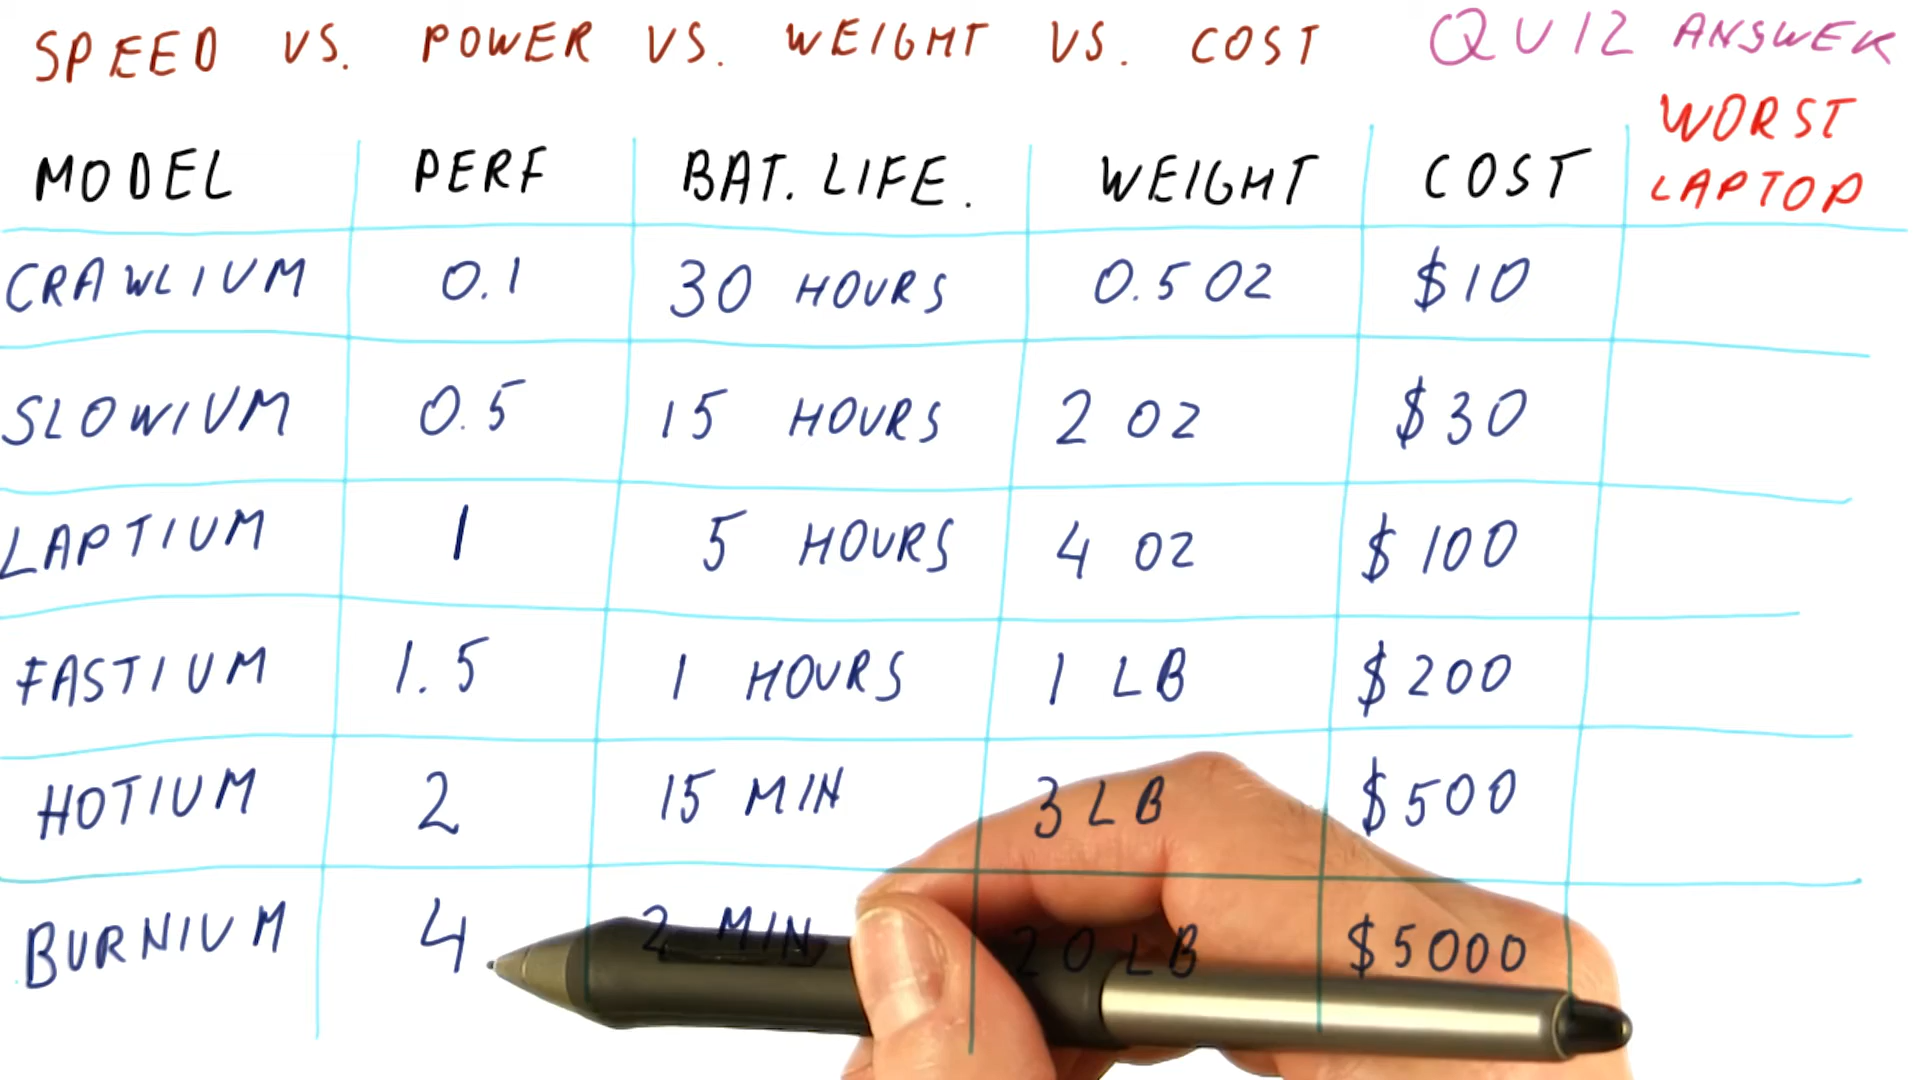 SPEED VS. POWER VS. WEIGHT VS. COST QUIZ ANSWER
WORST
LAPTOP
MODEL PERF BAT. LIFE. WEIGHT COST
CRAWLIUM 0.1 30 HOURS 0.5 OZ $10
SLOWIUM 0.5 15 HOURS 2 OZ $30
LAPTIUM 1 5 HOURS 4 OZ $100
FASTIUM 1.5 1 HOURS 1 LB $200
HOTIUM 2 15 MIN 3 LB $500
BURNIUM 4 2 MIN 20 LB $5000